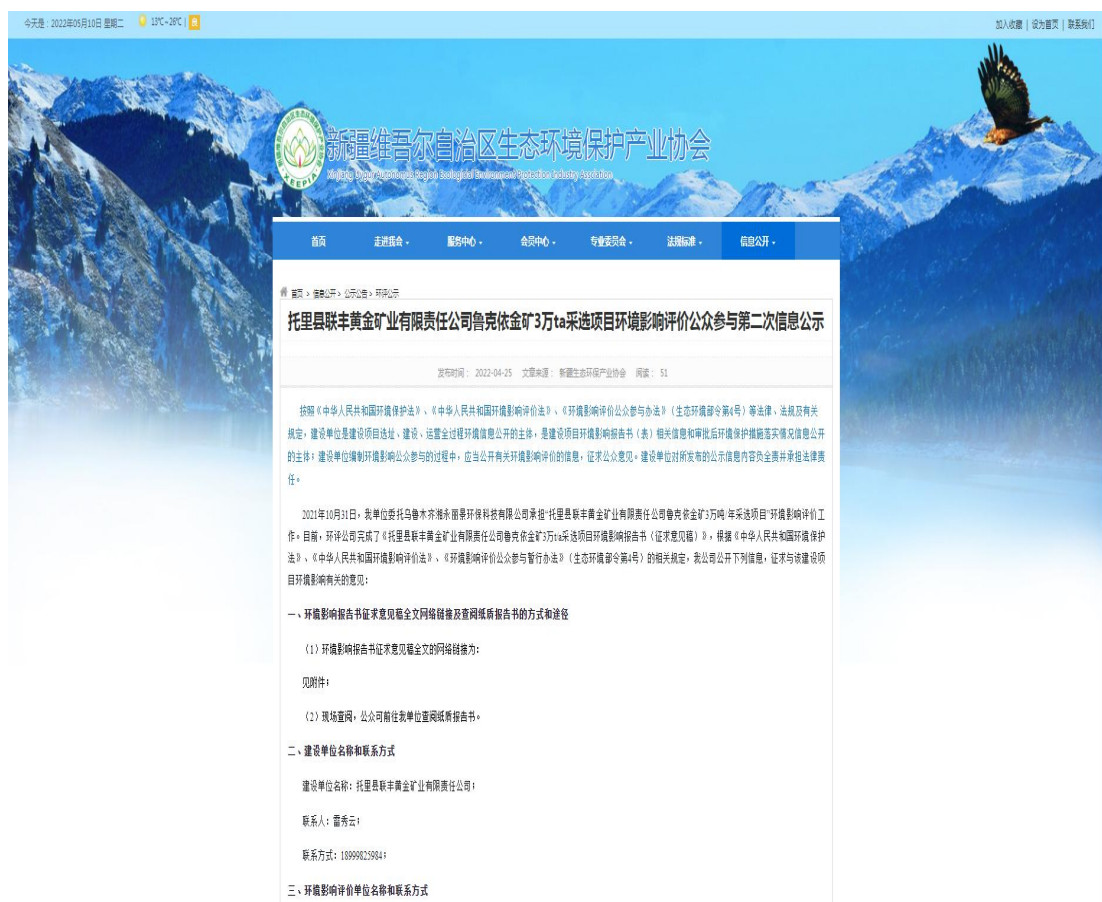 今天是：2022年05月10日 星期二 13℃~26℃ | 良
加入收藏 | 设为首页 | 联系我们
新疆维吾尔自治区生态环境保护产业协会
Xinjiang Uygur Autonomous Region Ecological Environment Protection Industry Assciation
XEEPIA
首页 走进我会 服务中心 会员中心 专业委员会 法规标准 信息公开
首页 > 信息公开 > 公示公告 > 环评公示
托里县联丰黄金矿业有限责任公司鲁克依金矿3万ta采选项目环境影响评价公众参与第二次信息公示
发布时间： 2022-04-25 文章来源： 新疆生态环保产业协会 阅读： 51
按照《中华人民共和国环境保护法》、《中华人民共和国环境影响评价法》、《环境影响评价公众参与办法》（生态环境部令第4号）等法律、法规及有关
规定，建设单位是建设项目选址、建设、运营全过程环境信息公开的主体，是建设项目环境影响报告书（表）相关信息和审批后环境保护措施落实情况信息公开
的主体；建设单位编制环境影响公众参与的过程中，应当公开有关环境影响评价的信息，征求公众意见。建设单位对所发布的公示信息内容负全责并承担法律责
任。
2021年10月31日，我单位委托乌鲁木齐湘永丽景环保科技有限公司承担“托里县联丰黄金矿业有限责任公司鲁克依金矿3万吨/年采选项目”环境影响评价工
作。目前，环评公司完成了《托里县联丰黄金矿业有限责任公司鲁克依金矿3万t/a采选项目环境影响报告书（征求意见稿）》，根据《中华人民共和国环境保护
法》、《中华人民共和国环境影响评价法》、《环境影响评价公众参与暂行办法》（生态环境部令第4号）的相关规定，我公司公开下列信息，征求与该建设项
目环境影响有关的意见：
一、环境影响报告书征求意见稿全文网络链接及查阅纸质报告书的方式和途径
（1）环境影响报告书征求意见稿全文的网络链接为：
见附件；
（2）现场查阅，公众可前往我单位查阅纸质报告书。
二、建设单位名称和联系方式
建设单位名称：托里县联丰黄金矿业有限责任公司；
联系人：雷秀云；
联系方式：18999825984；
三、环境影响评价单位名称和联系方式